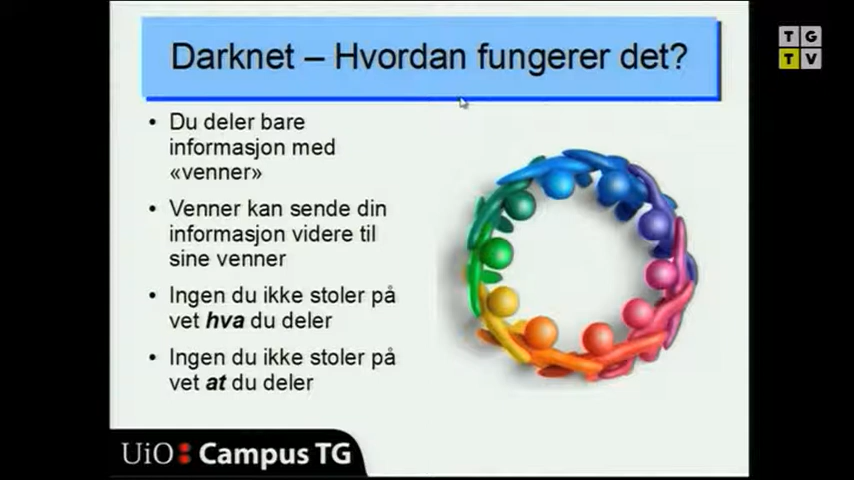 Darknet – Hvordan fungerer det?
TG
TV
• Du deler bare
informasjon med
«venner»
• Venner kan sende din
informasjon videre til
sine venner
• Ingen du ikke stoler på
vet hva du deler
• Ingen du ikke stoler på
vet at du deler
UiO: Campus TG